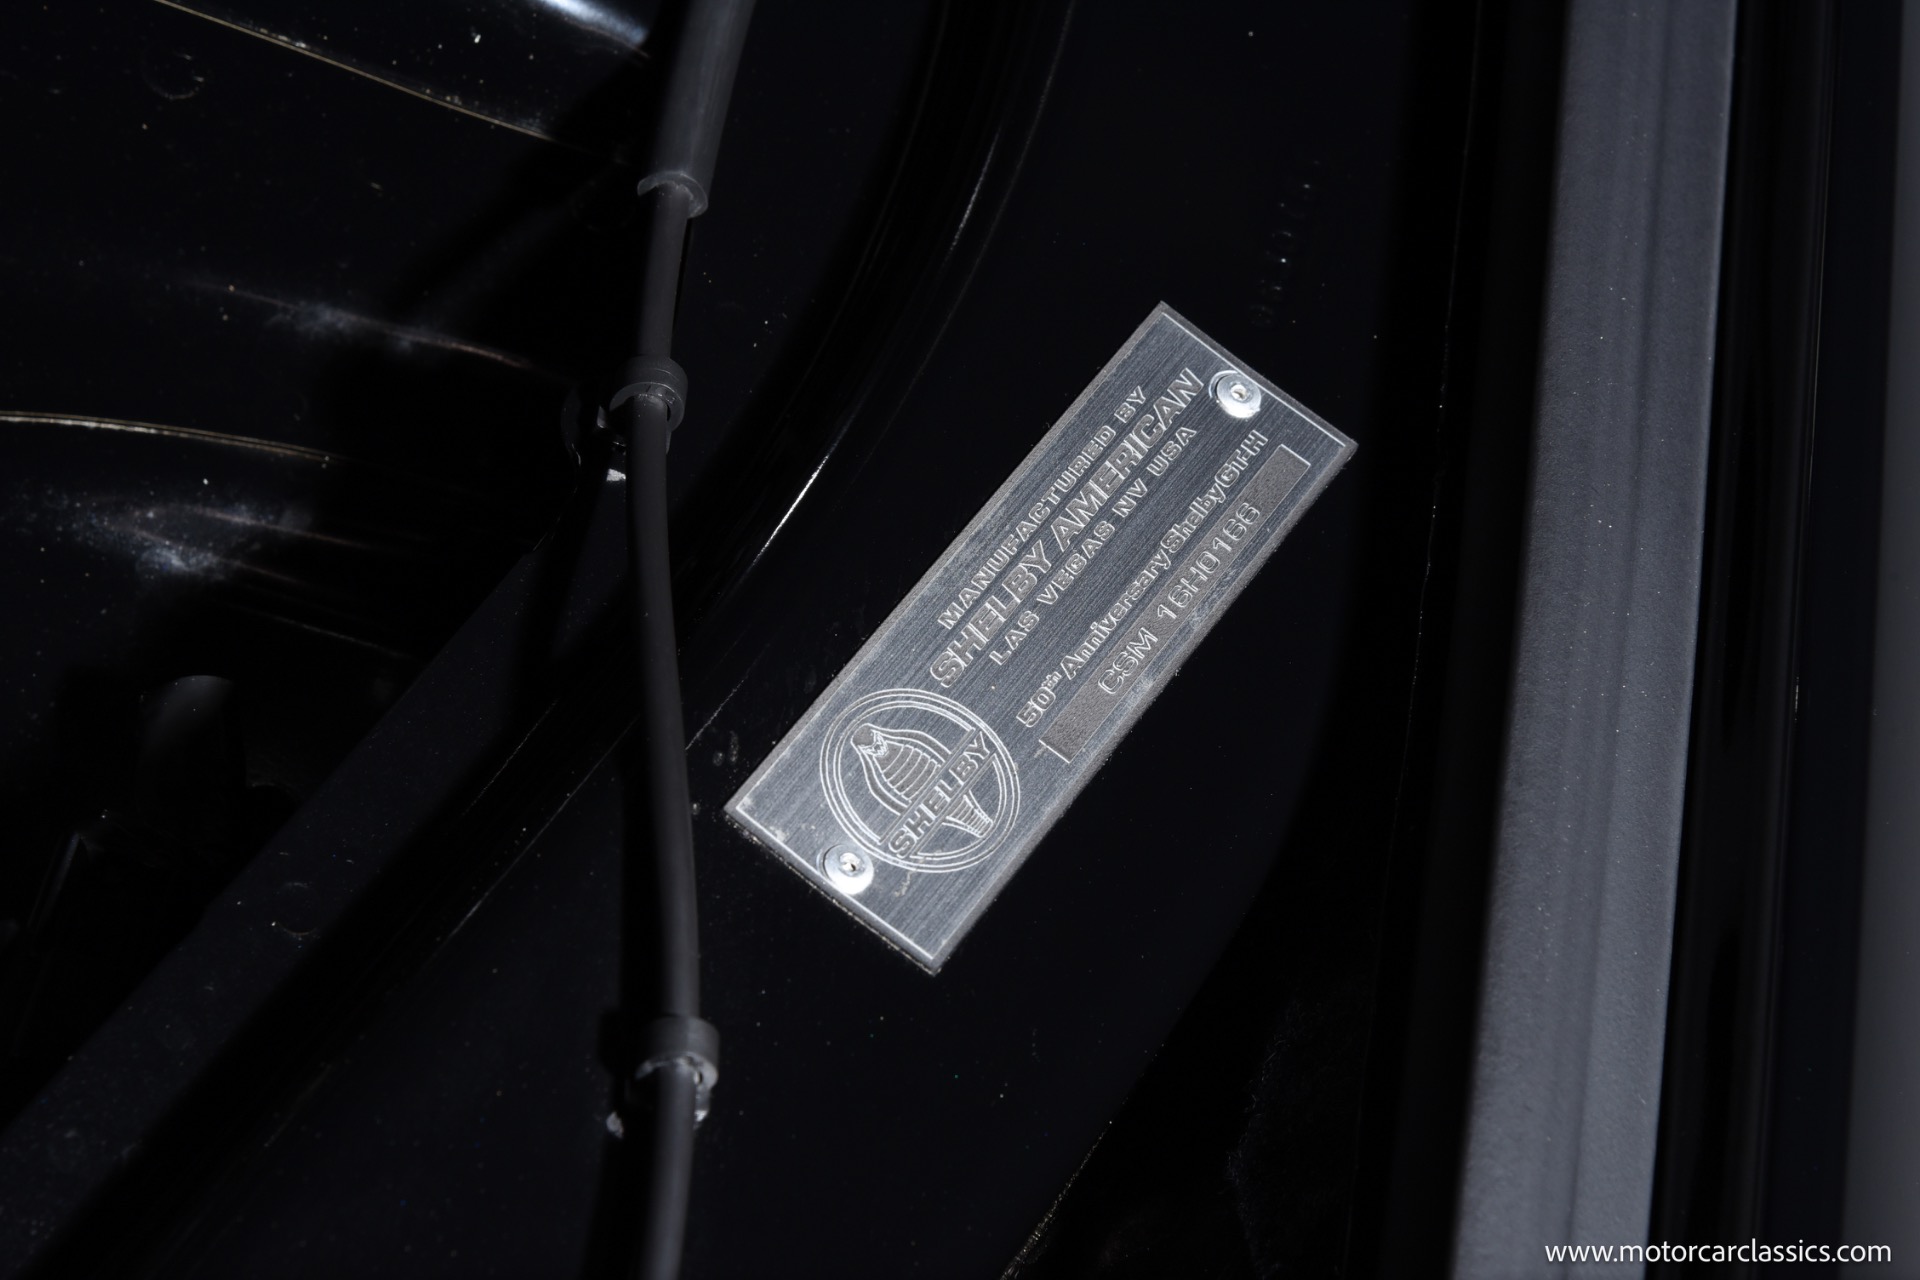 MANUFACTURED BY
SHELBY AMERICAN
LAS VEGAS NV USA
50th Anniversary Shelby GT-H
CSM 16H0166
SHELBY
www.motorcarclassics.com